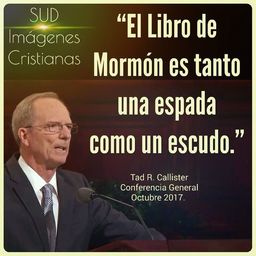 SUD
Imágenes
Cristianas
“El Libro de
Mormón es tanto
una espada
como un escudo.”
Tad R. Callister
Conferencia General
Octubre 2017.